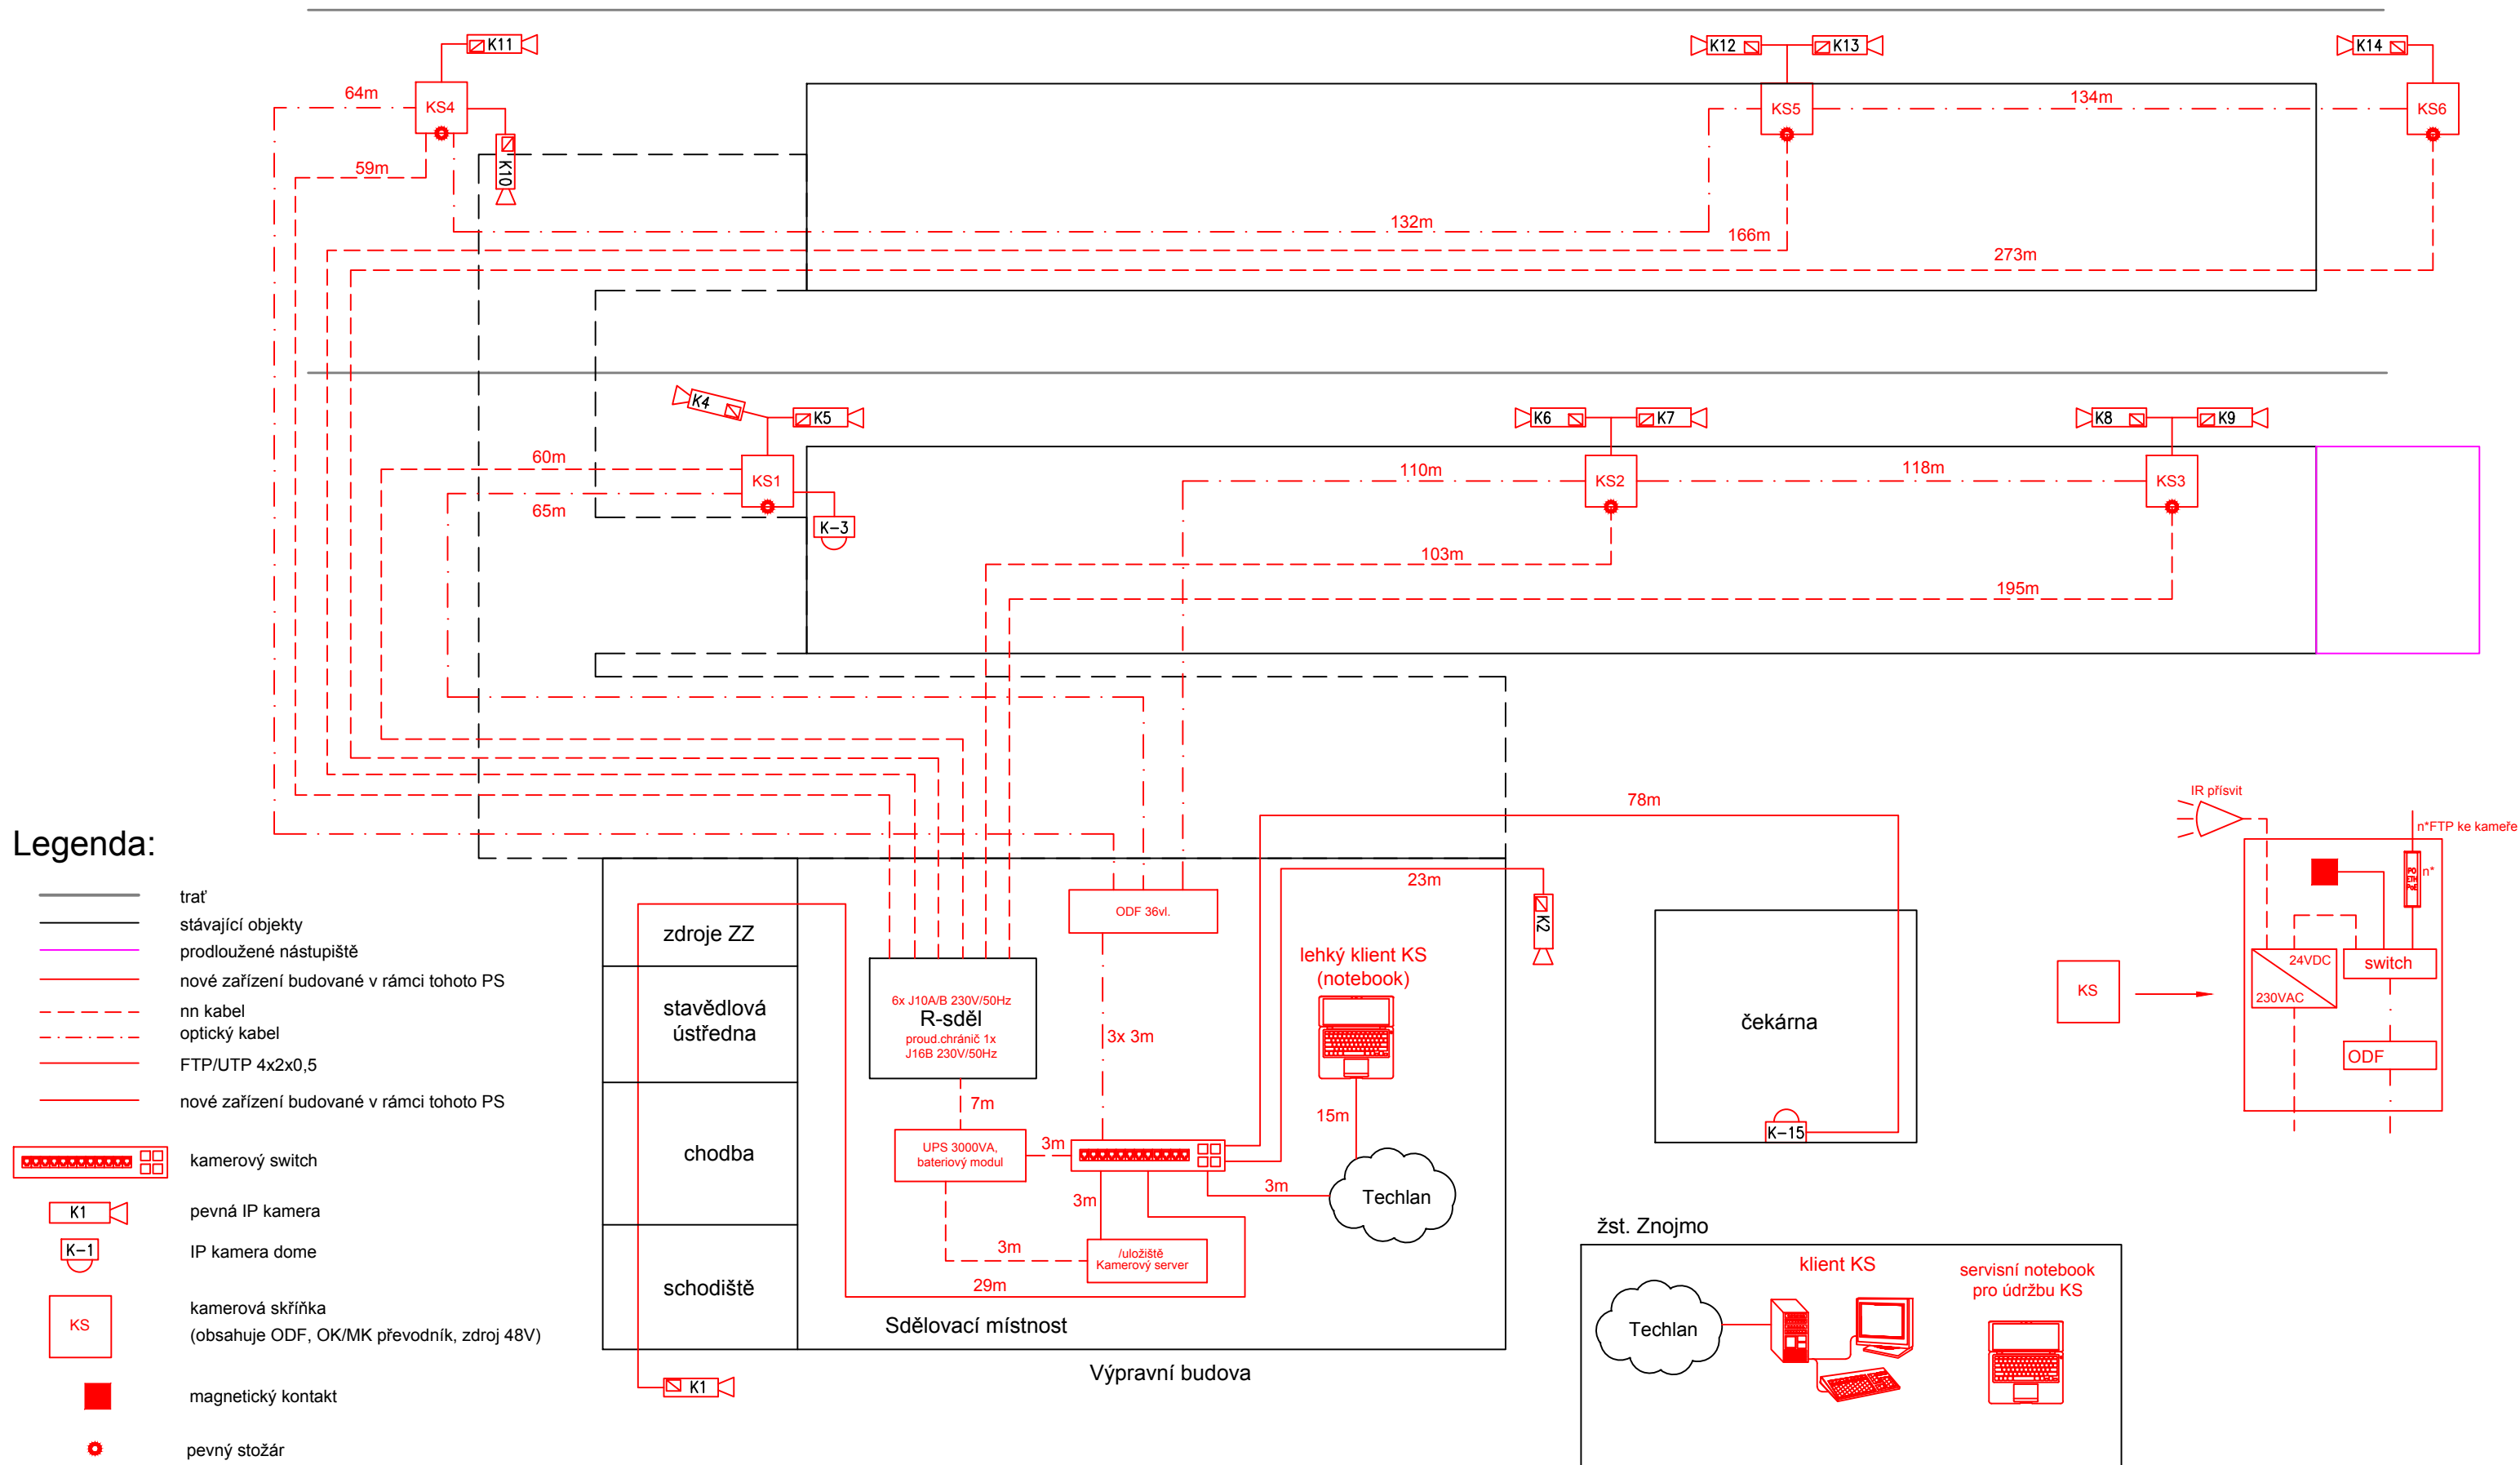 K11
K12
K13
K14
64m
KS4
KS5
134m
KS6
59m
K10
132m
166m
273m
K4
K5
K6
K7
K8
K9
60m
KS1
110m
KS2
118m
KS3
65m
K-3
103m
195m
78m
IR přísvit
n*FTP ke kameře
Legenda:
trať
stávající objekty
prodloužené nástupiště
nové zařízení budované v rámci tohoto PS
nn kabel
optický kabel
FTP/UTP 4x2x0,5
nové zařízení budované v rámci tohoto PS
kamerový switch
K1
pevná IP kamera
K-1
IP kamera dome
KS
kamerová skříňka
(obsahuje ODF, OK/MK převodník, zdroj 48V)
magnetický kontakt
pevný stožár
zdroje ZZ
stavědlová
ústředna
chodba
schodiště
ODF 36vl.
23m
K2
6x J10A/B 230V/50Hz
R-sděl
proud.chránič 1x
J16B 230V/50Hz
3x 3m
lehký klient KS
(notebook)
15m
7m
UPS 3000VA,
bateriový modul
3m
3m
3m
Techlan
3m
/uložiště
Kamerový server
29m
Sdělovací místnost
Výpravní budova
K1
čekárna
K-15
KS
PO
ETH
PoE
n*
24VDC
230VAC
switch
ODF
žst. Znojmo
Techlan
klient KS
servisní notebook
pro údržbu KS